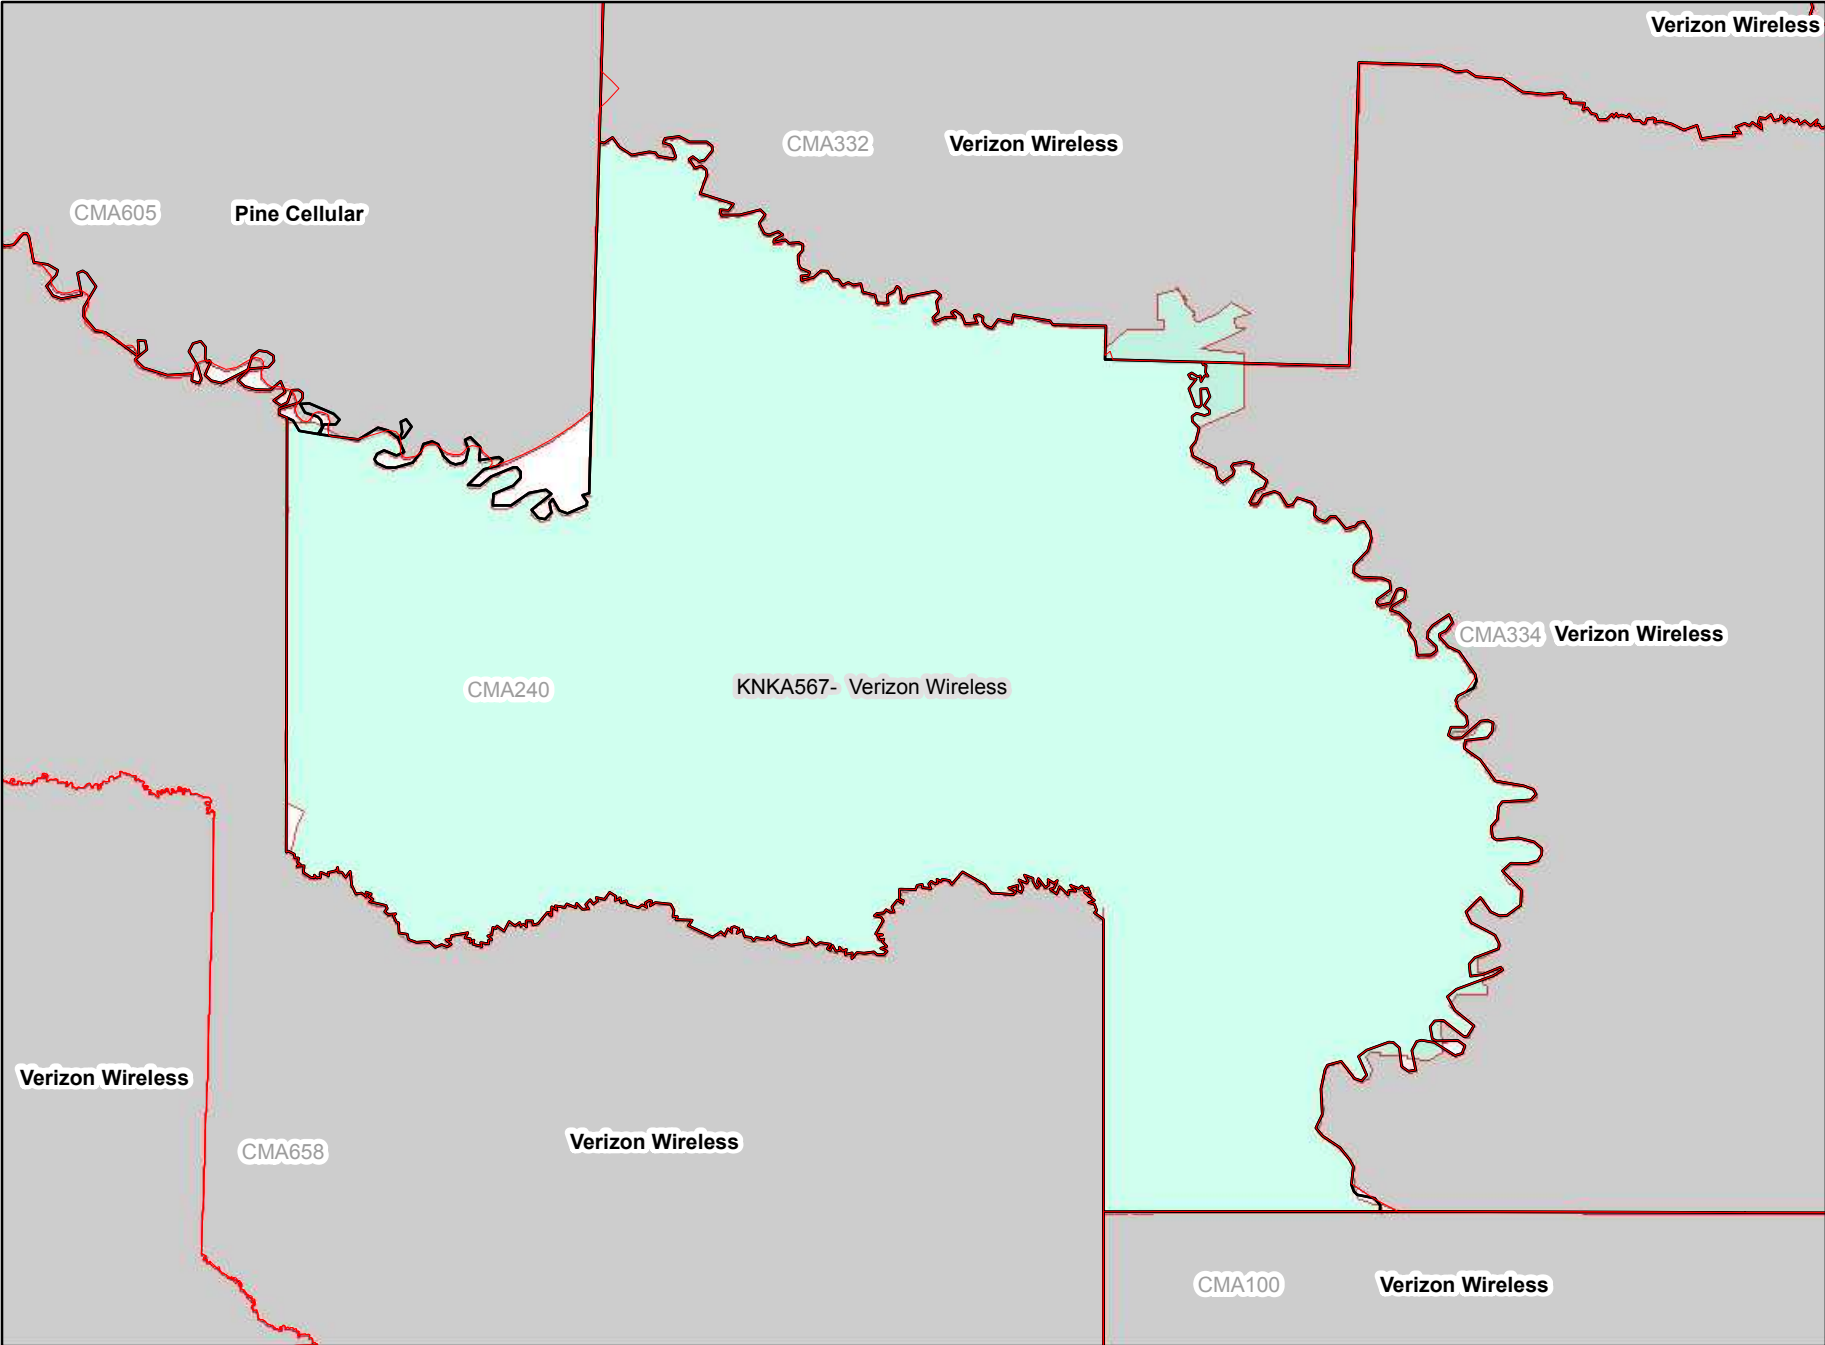 Verizon Wireless
CMA332 Verizon Wireless
CMA605 Pine Cellular
CMA334 Verizon Wireless
CMA240 KNKA567- Verizon Wireless
Verizon Wireless
CMA658 Verizon Wireless
CMA100 Verizon Wireless